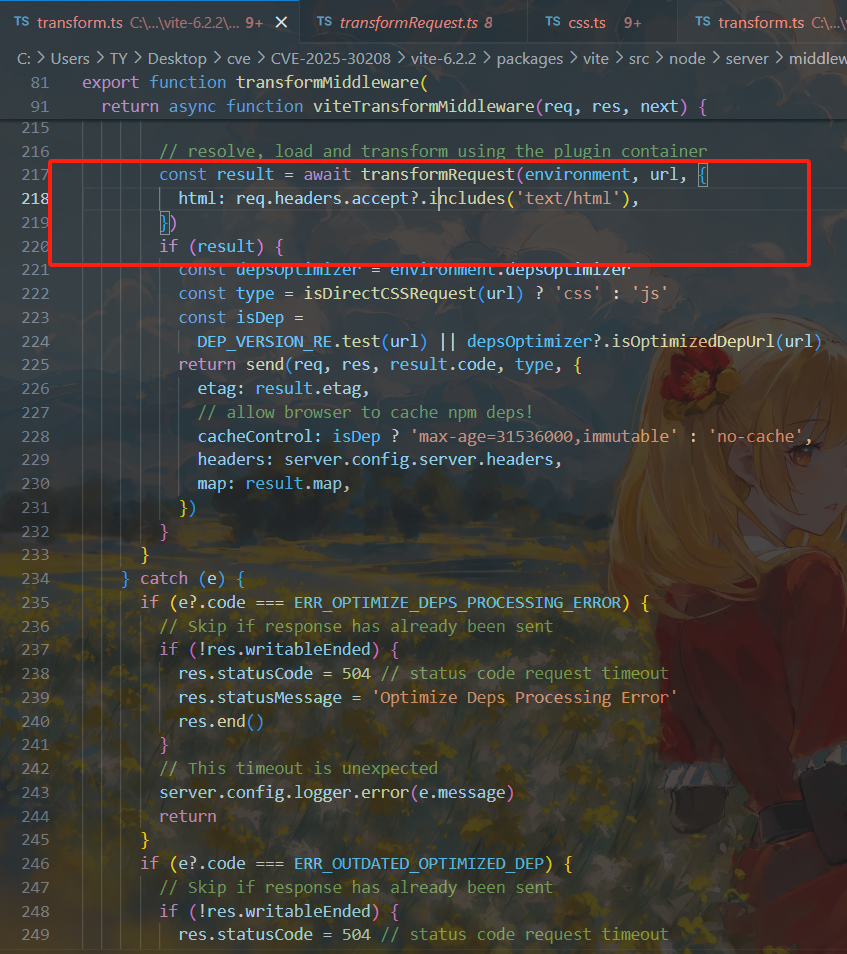 TS transform.ts C:\...\vite-6.2.2\... 9+ × TS transformRequest.ts 8 TS css.ts 9+ TS transform.ts C:\...\vi
C: > Users > TY > Desktop > cve > CVE-2025-30208 > vite-6.2.2 > packages > vite > src > node > server > middlew
81 export function transformMiddleware(
91 return async function viteTransformMiddleware(req, res, next) {
215
216 // resolve, load and transform using the plugin container
217 const result = await transformRequest(environment, url, {
218 html: req.headers.accept?.includes('text/html'),
219 })
220 if (result) {
221 const depsOptimizer = environment.depsOptimizer
222 const type = isDirectCSSRequest(url) ? 'css' : 'js'
223 const isDep =
224 DEP_VERSION_RE.test(url) || depsOptimizer?.isOptimizedDepUrl(url)
225 return send(req, res, result.code, type, {
226 etag: result.etag,
227 // allow browser to cache npm deps!
228 cacheControl: isDep ? 'max-age=31536000,immutable' : 'no-cache',
229 headers: server.config.server.headers,
230 map: result.map,
231 })
232 }
233 }
234 } catch (e) {
235 if (e?.code === ERR_OPTIMIZE_DEPS_PROCESSING_ERROR) {
236 // Skip if response has already been sent
237 if (!res.writableEnded) {
238 res.statusCode = 504 // status code request timeout
239 res.statusMessage = 'Optimize Deps Processing Error'
240 res.end()
241 }
242 // This timeout is unexpected
243 server.config.logger.error(e.message)
244 return
245 }
246 if (e?.code === ERR_OUTDATED_OPTIMIZED_DEP) {
247 // Skip if response has already been sent
248 if (!res.writableEnded) {
249 res.statusCode = 504 // status code request timeout